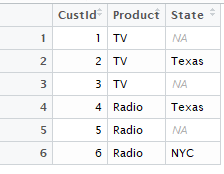 CustId Product State
1 1 TV NA
2 2 TV Texas
3 3 TV NA
4 4 Radio Texas
5 5 Radio NA
6 6 Radio NYC